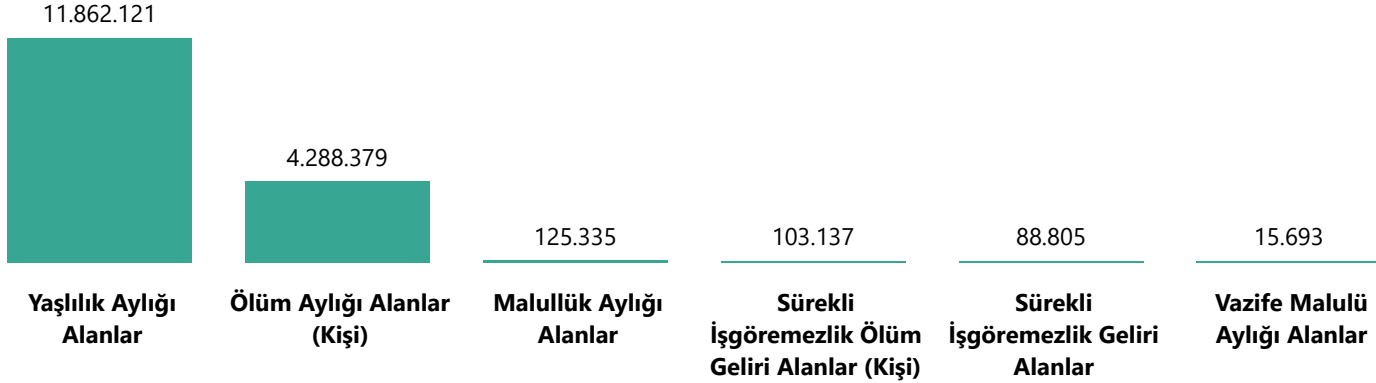 11.862.121
4.288.379
125.335
103.137
88.805
15.693
Yaşlılık Aylığı
Alanlar
Ölüm Aylığı Alanlar
(Kişi)
Malullük Aylığı
Alanlar
Sürekli
İşgöremezlik Ölüm
Geliri Alanlar (Kişi)
Sürekli
İşgöremezlik Geliri
Alanlar
Vazife Malulü
Aylığı Alanlar